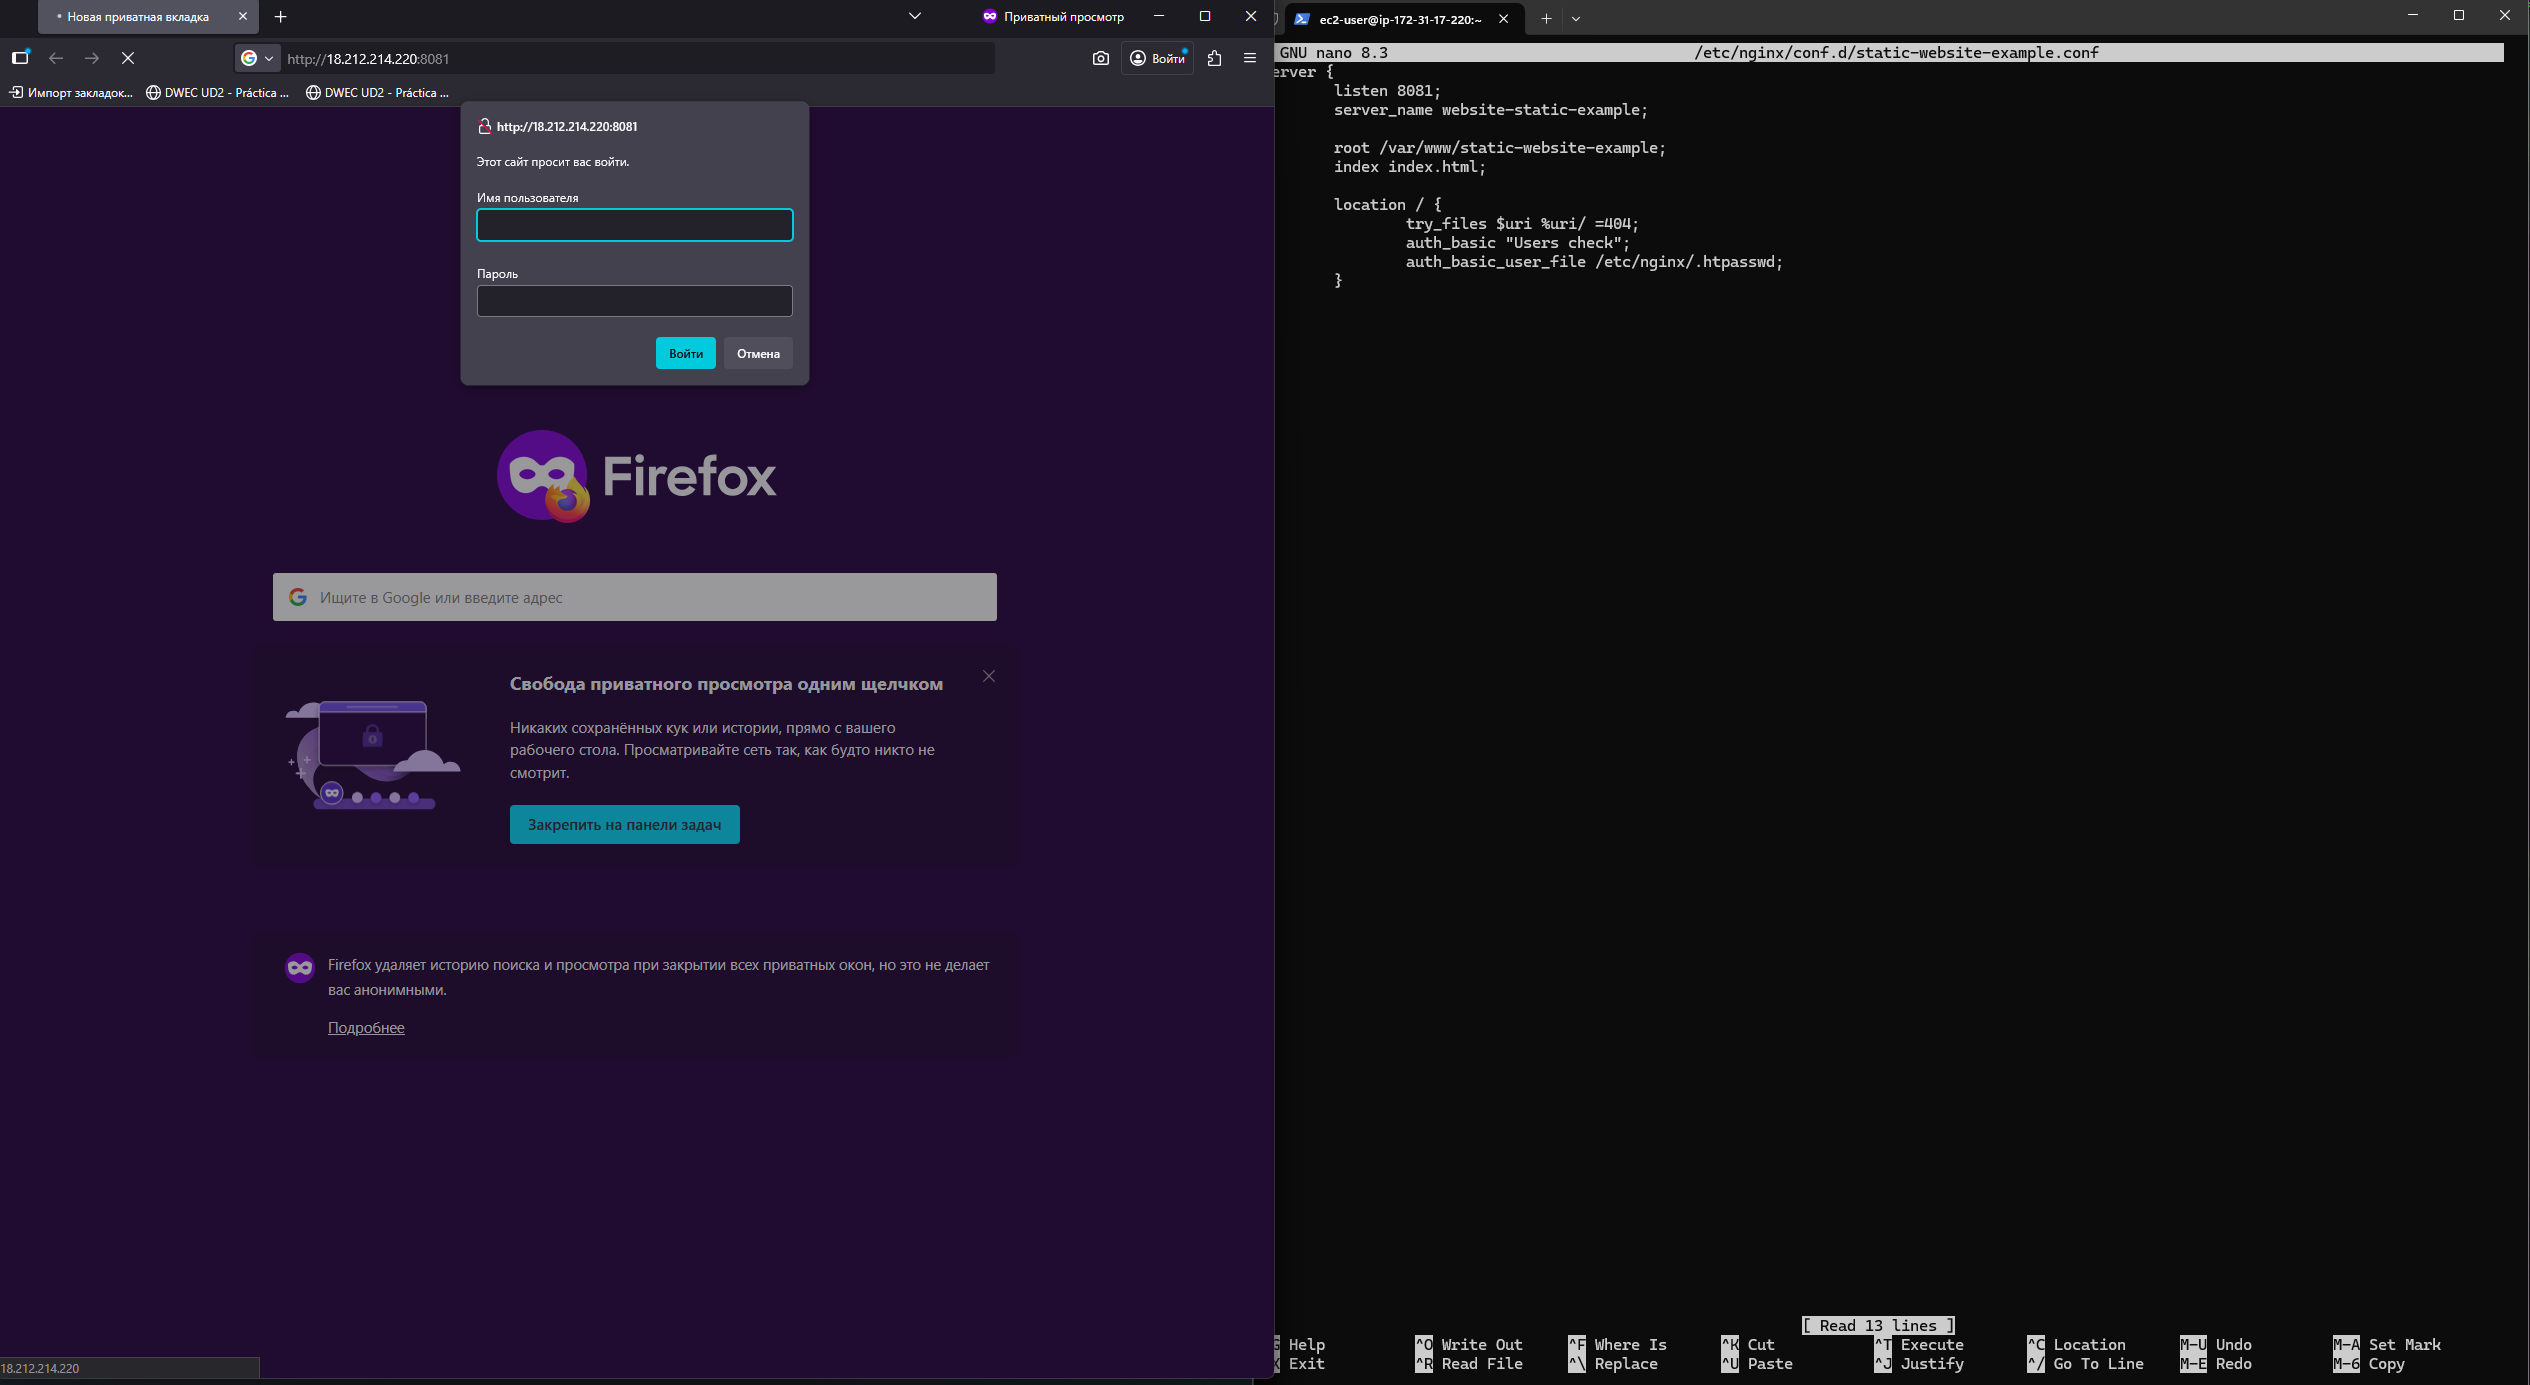 Новая приватная вкладка
Приватный просмотр
http://18.212.214.220:8081
Войти
Импорт закладок...
DWEC UD2 - Práctica ...
DWEC UD2 - Práctica ...
http://18.212.214.220:8081
Этот сайт просит вас войти.
Имя пользователя
Пароль
Войти
Отмена
Firefox
Ищите в Google или введите адрес
Свобода приватного просмотра одним щелчком
Никаких сохранённых кук или истории, прямо с вашего
рабочего стола. Просматривайте сеть так, как будто никто не
смотрит.
Закрепить на панели задач
Firefox удаляет историю поиска и просмотра при закрытии всех приватных окон, но это не делает
вас анонимными.
Подробнее
18.212.214.220
ec2-user@ip-172-31-17-220:~
GNU nano 8.3 /etc/nginx/conf.d/static-website-example.conf
erver {
listen 8081;
server_name website-static-example;
root /var/www/static-website-example;
index index.html;
location / {
try_files $uri %uri/ =404;
auth_basic "Users check";
auth_basic_user_file /etc/nginx/.htpasswd;
}
[ Read 13 lines ]
G Help ^O Write Out ^F Where Is ^K Cut ^T Execute ^C Location M-U Undo M-A Set Mark
X Exit ^R Read File ^\ Replace ^U Paste ^J Justify ^/ Go To Line M-E Redo M-6 Copy